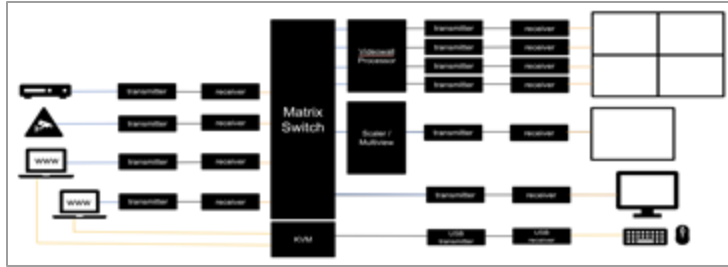 transmitter receiver
Videowall
Processor
transmitter receiver
transmitter receiver
transmitter receiver
transmitter receiver
Matrix
Switch
transmitter receiver
www
transmitter receiver
Scaler /
Multiview
transmitter receiver
www
transmitter receiver
transmitter receiver
KVM
USB
transmitter
USB
receiver